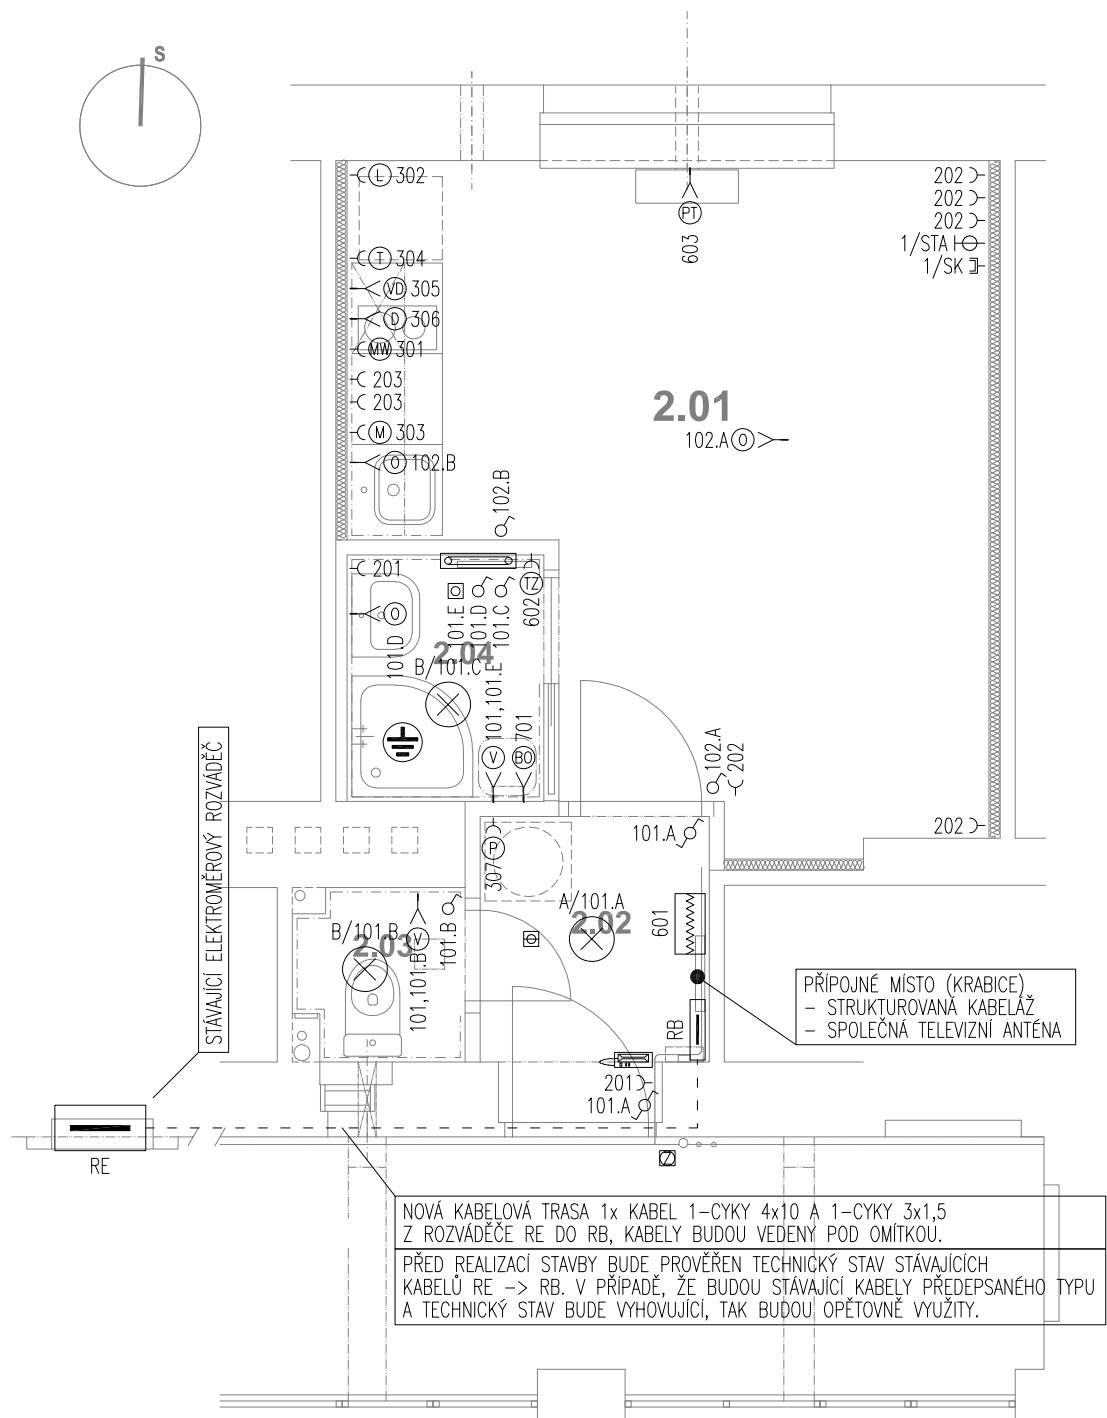 S
302
L
202
202
202
PT
603
1/STA
1/SK
T
304
VD
305
D
306
MW
301
203
203
M
303
O
102.B
2.01
102.A
O
102.B
201
TZ
602
101.E
101.D
101.C
O
101.D
2.04
B/101.C
101,101.E
701
V
BO
102.A
202
STÁVAJÍCÍ ELEKTROMĚROVÝ ROZVÁDĚČ
101.A
202
P
307
A/101.A
2.02
601
B/101.B
2.03
V
101,101.B
101.B
PŘÍPOJNÉ MÍSTO (KRABICE)
- STRUKTUROVANÁ KABELÁŽ
- SPOLEČNÁ TELEVIZNÍ ANTÉNA
RB
201
101.A
RE
NOVÁ KABELOVÁ TRASA 1x KABEL 1-CYKY 4x10 A 1-CYKY 3x1,5
Z ROZVÁDĚČE RE DO RB, KABELY BUDOU VEDENY POD OMÍTKOU.
PŘED REALIZACÍ STAVBY BUDE PROVĚŘEN TECHNICKÝ STAV STÁVAJÍCÍCH
KABELŮ RE -> RB. V PŘÍPADĚ, ŽE BUDOU STÁVAJÍCÍ KABELY PŘEDEPSANÉHO TYPU
A TECHNICKÝ STAV BUDE VYHOVUJÍCÍ, TAK BUDOU OPĚTOVNĚ VYUŽITY.